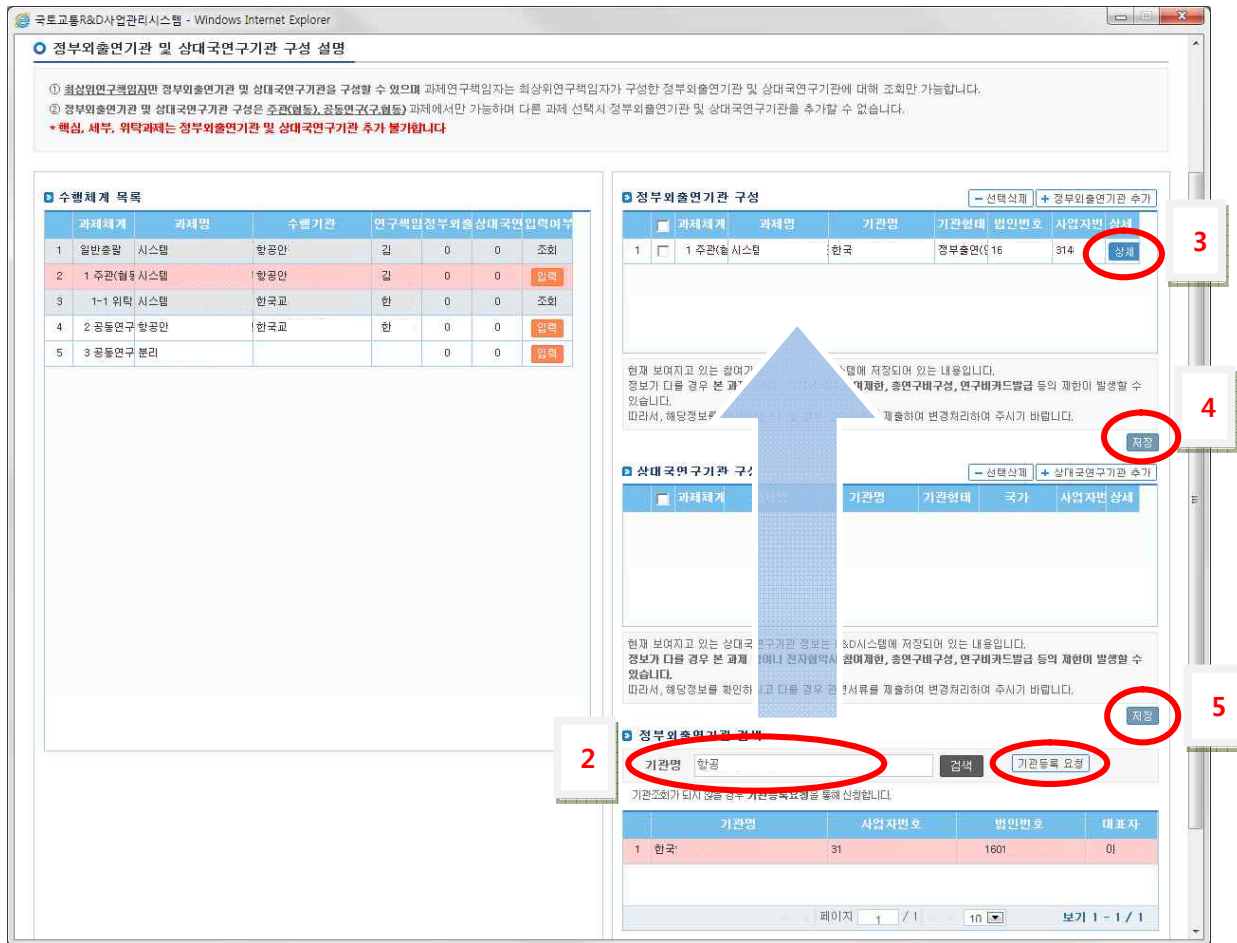 국토교통R&D사업관리시스템 - Windows Internet Explorer
정부외출연기관 및 상대국연구기관 구성 설명
① 최상위연구책임자만 정부외출연기관 및 상대국연구기관을 구성할 수 있으며 과제연구책임자는 최상위연구책임자가 구성한 정부외출연기관 및 상대국연구기관에 대해 조회만 가능합니다.
② 정부외출연기관 및 상대국연구기관 구성은 주관(협동), 공동연구(구협동) 과제에서만 가능하며 다른 과제 선택시 정부외출연기관을 및 상대국연구기관을 추가할 수 없습니다.
* 핵심, 세부, 위탁과제는 정부외출연기관 및 상대국연구기관 추가 불가합니다
수행체계 목록
과제체계 과제명 수행기관 연구책임 정부외출 상대국연 입력여부
1 일반총괄 시스템 항공안 김 0 0 조회
2 1 주관(협동 시스템 항공안 김 0 0 입력
3 1-1 위탁 시스템 한국교 한 0 0 조회
4 2 공동연구 항공안 한국교 한 0 0 입력
5 3 공동연구 분리 0 0 입력
정부외출연기관 구성 - 선택삭제 + 정부외출연기관 추가
과제체계 과제명 기관명 기관형태 법인번호 사업자번 상세
1 1 주관(협 시스템 한국 정부출연(연 16 314 상세
3
현재 보여지고 있는 참여기 스템에 저장되어 있는 내용입니다.
정보가 다를 경우 본 과제 여제한, 총연구비구성, 연구비카드발급 등의 제한이 발생할 수
있습니다.
따라서, 해당정보를 제출하여 변경처리하여 주시기 바랍니다.
4
저장
상대국연구기관 구성 - 선택삭제 + 상대국연구기관 추가
과제체계 과제명 기관명 기관형태 국가 사업자번 상세
현재 보여지고 있는 상대국연구기관 정보는 R&D시스템에 저장되어 있는 내용입니다.
정보가 다를 경우 본 과제 참여나 전자협약시 참여제한, 총연구비구성, 연구비카드발급 등의 제한이 발생할 수
있습니다.
따라서, 해당정보를 확인하시고 다를 경우 관련서류를 제출하여 변경처리하여 주시기 바랍니다.
5
저장
정부외출연기관 검색
2
기관명 항공 검색 기관등록 요청
기관조회가 되지 않을 경우 기관등록요청을 통해 신청합니다.
기관명 사업자번호 법인번호 대표자
1 한국 31 1601 이
페이지 1 / 1 10 보기 1 - 1 / 1